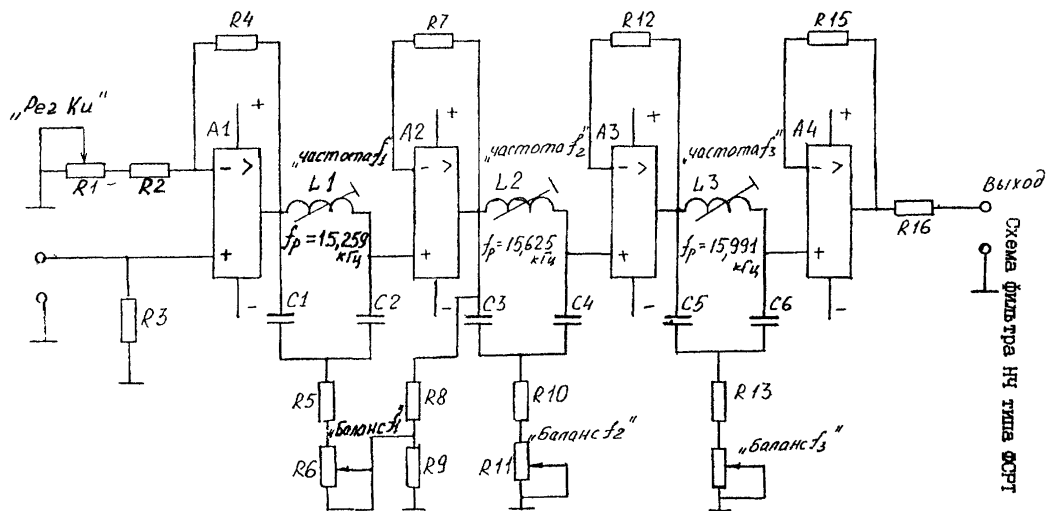 R4
R7
R12
R15
„Рег Ku"
A1
+
A2
+
A3
+
A4
+
R1
R2
- >
„частота f1"
L1
fр = 15,259 кГц
- >
„частота f2"
L2
fр = 15,625 кГц
- >
„частота f3"
L3
fр = 15,991 кГц
- >
R16
Выход
+
+
+
+
R3
-
C1
C2
-
C3
C4
-
C5
C6
-
R5
R8
R10
R13
„Баланс f1"
„Баланс f2"
„Баланс f3"
R6
R9
R11
Схема фильтра НЧ типа ФСРТ